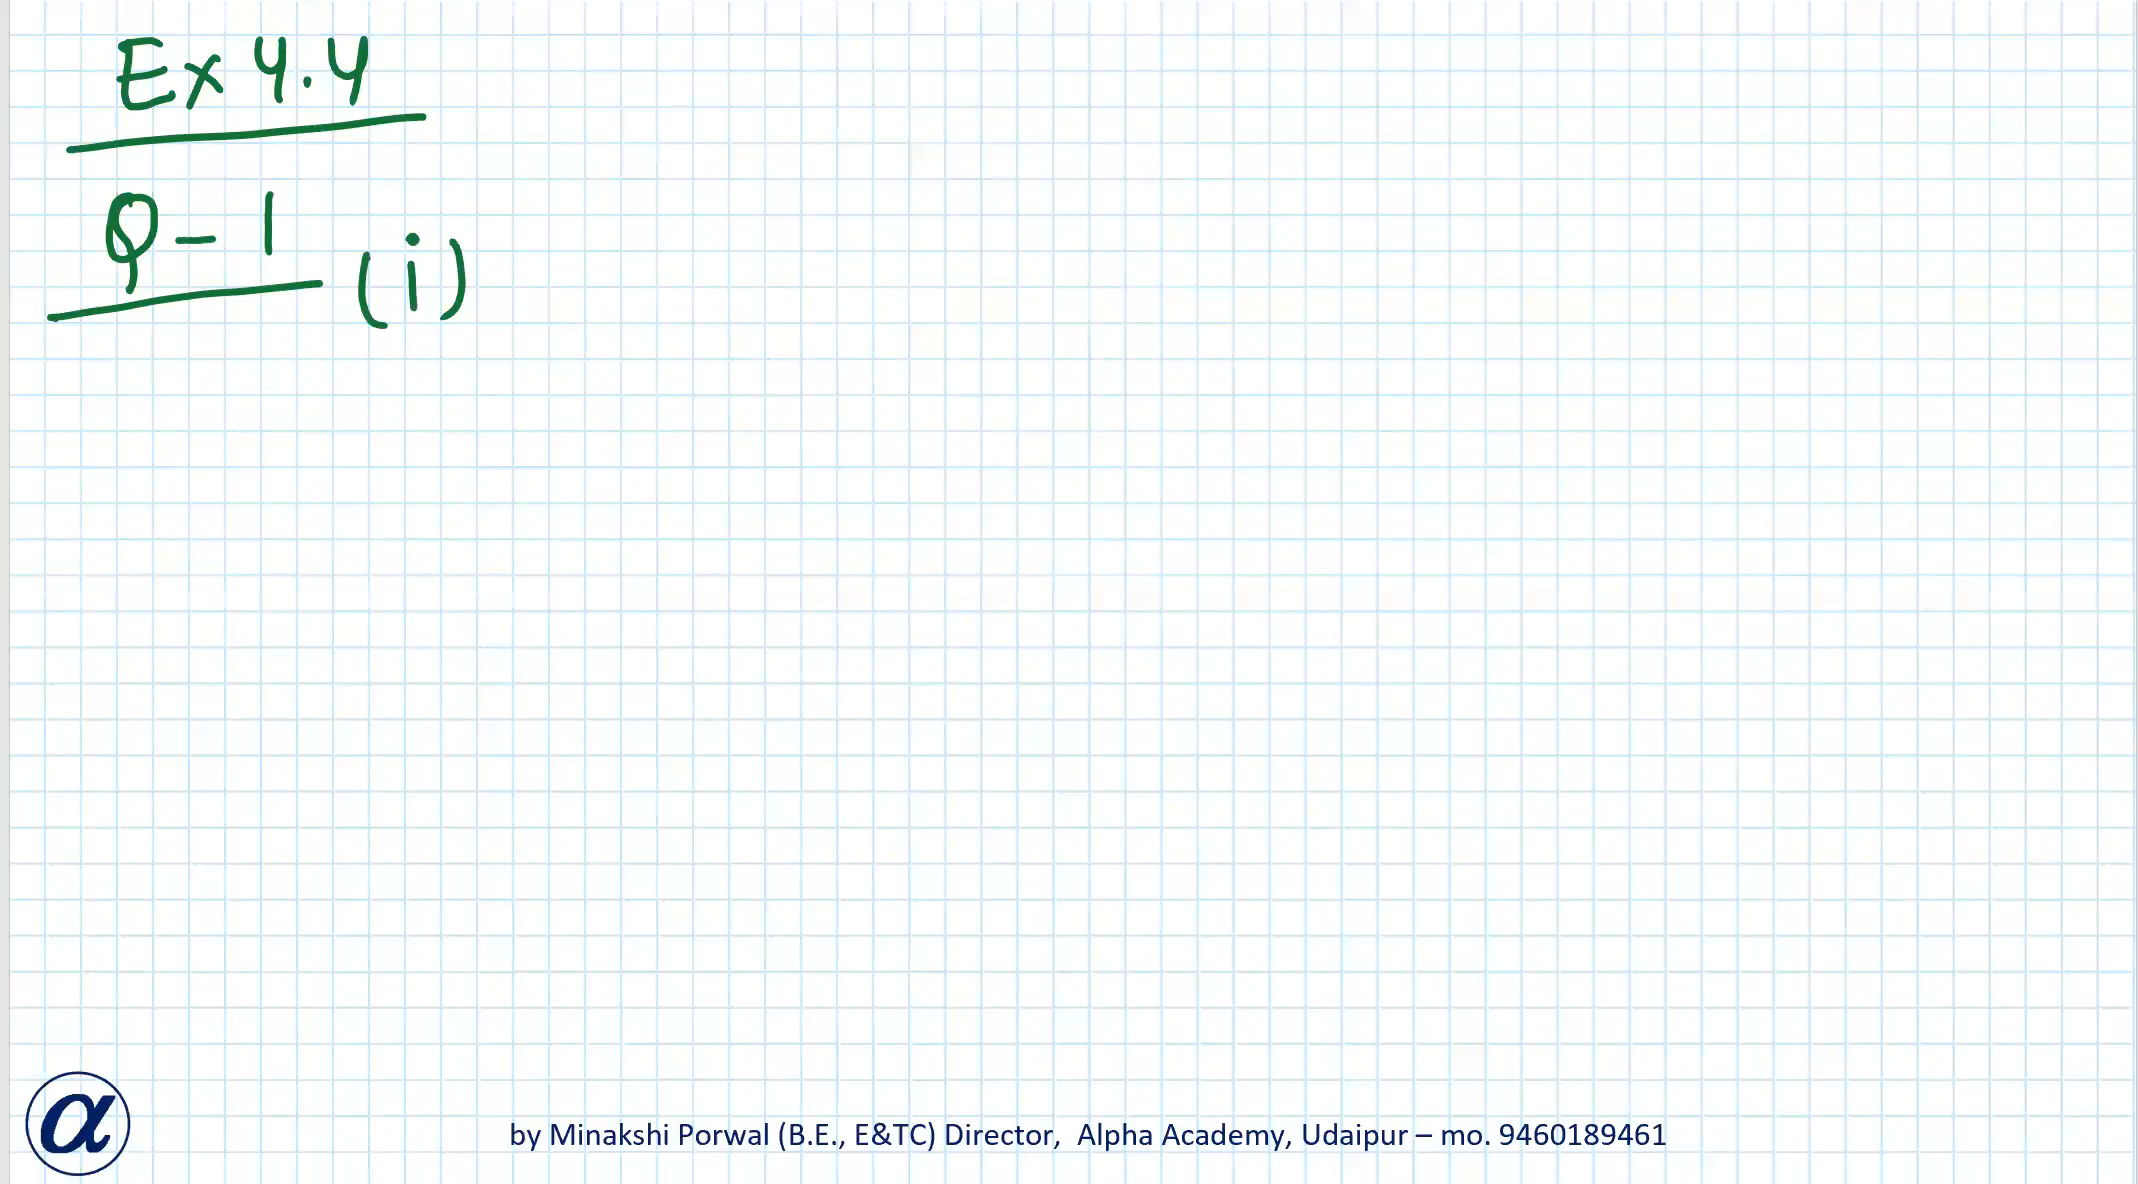 Ex 4.4
Q - 1 (i)
α
by Minakshi Porwal (B.E., E&TC) Director, Alpha Academy, Udaipur – mo. 9460189461